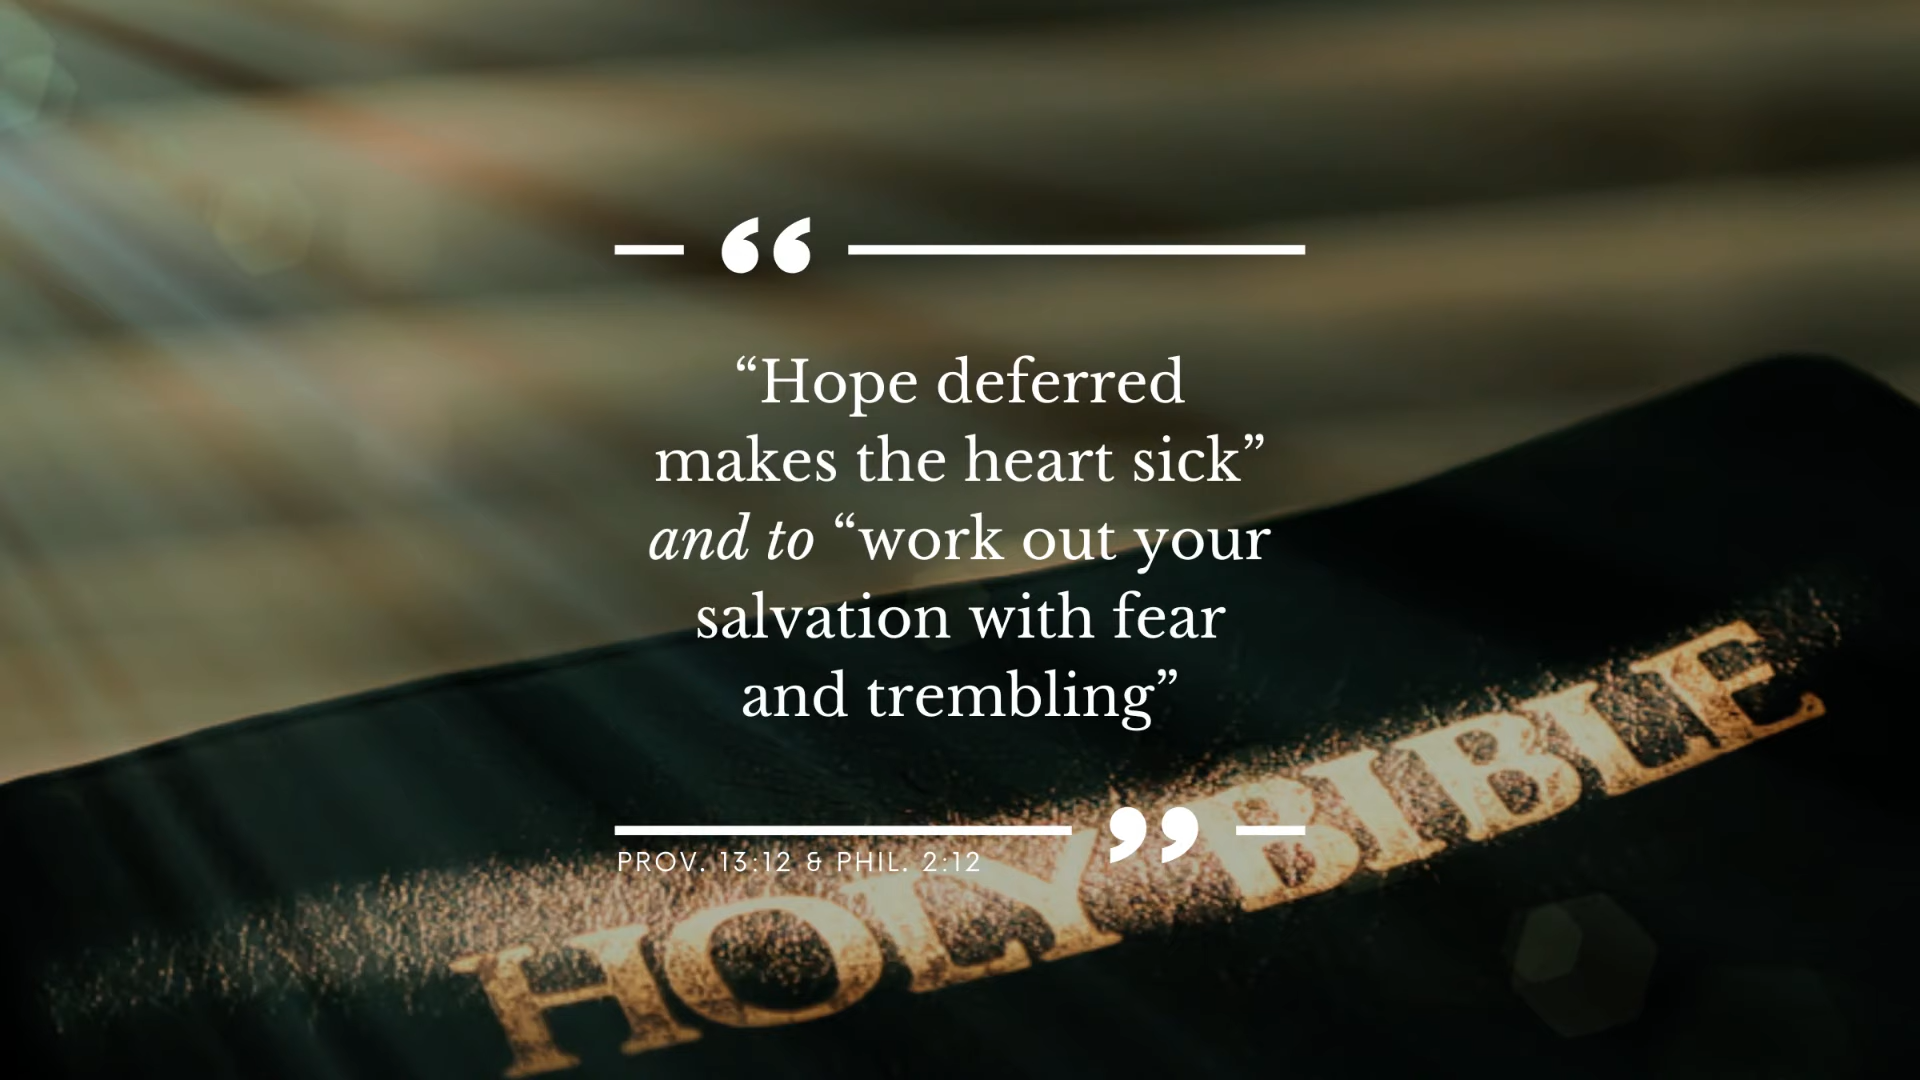 “
“Hope deferred
makes the heart sick”
and to “work out your
salvation with fear
and trembling”
”
PROV. 13:12 & PHIL. 2:12
HOLY BIBLE